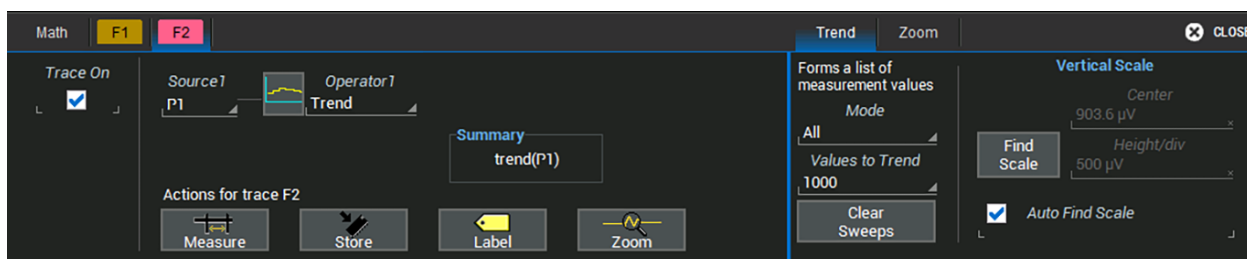 Math
F1
F2
Trace On
Source1
P1
Operator1
Trend
Summary
trend(P1)
Actions for trace F2
Measure
Store
Label
Zoom
Trend
Zoom
CLOSE
Forms a list of
measurement values
Mode
All
Values to Trend
1000
Clear
Sweeps
Vertical Scale
Center
903.6 µV
Find
Scale
Height/div
500 µV
Auto Find Scale